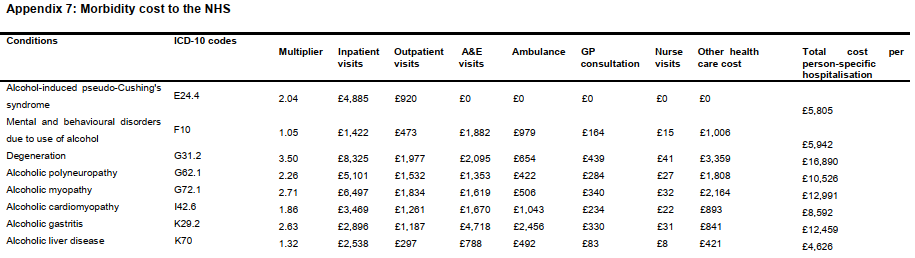 Appendix 7: Morbidity cost to the NHS
Conditions ICD-10 codes Multiplier Inpatient visits Outpatient visits A&E visits Ambulance GP consultation Nurse visits Other health care cost Total cost per person-specific hospitalisation
Alcohol-induced pseudo-Cushing's syndrome E24.4 2.04 £4,885 £920 £0 £0 £0 £0 £0 £5,805
Mental and behavioural disorders due to use of alcohol F10 1.05 £1,422 £473 £1,882 £979 £164 £15 £1,006 £5,942
Degeneration G31.2 3.50 £8,325 £1,977 £2,095 £654 £439 £41 £3,359 £16,890
Alcoholic polyneuropathy G62.1 2.26 £5,101 £1,532 £1,353 £422 £284 £27 £1,808 £10,526
Alcoholic myopathy G72.1 2.71 £6,497 £1,834 £1,619 £506 £340 £32 £2,164 £12,991
Alcoholic cardiomyopathy I42.6 1.86 £3,469 £1,261 £1,670 £1,043 £234 £22 £893 £8,592
Alcoholic gastritis K29.2 2.63 £2,896 £1,187 £4,718 £2,456 £330 £31 £841 £12,459
Alcoholic liver disease K70 1.32 £2,538 £297 £788 £492 £83 £8 £421 £4,626